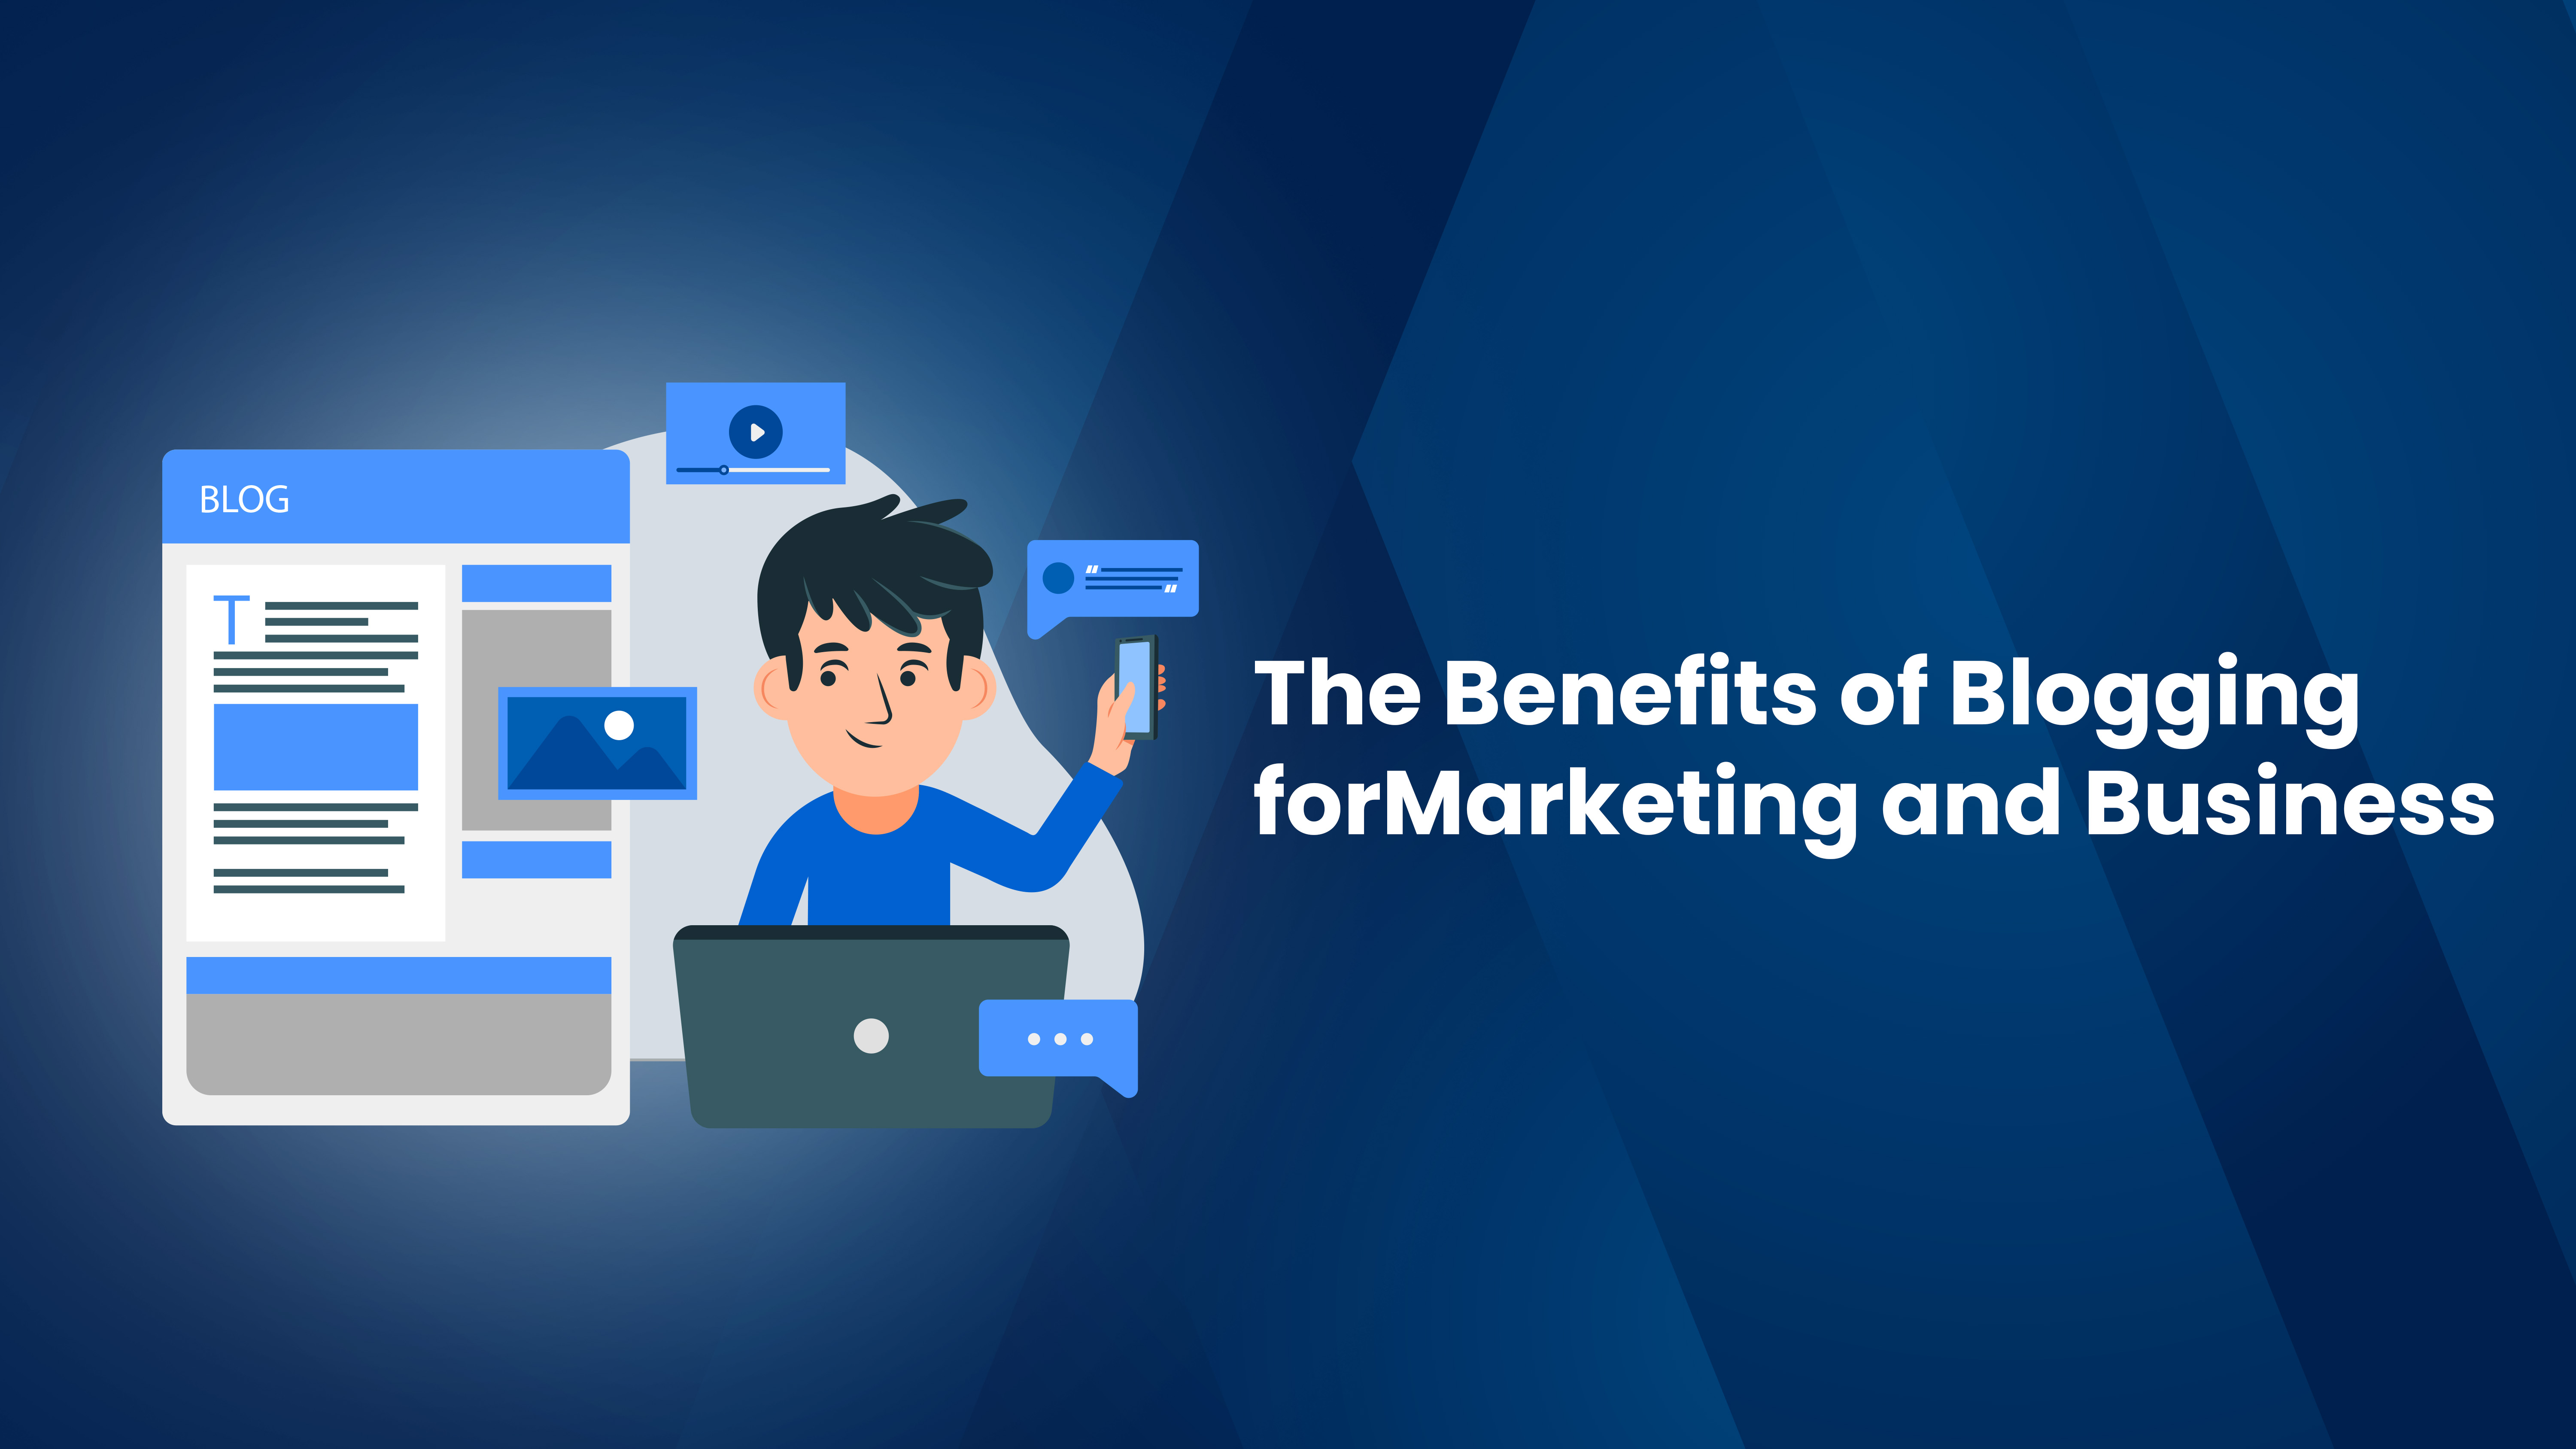 BLOG
T
The Benefits of Blogging
forMarketing and Business